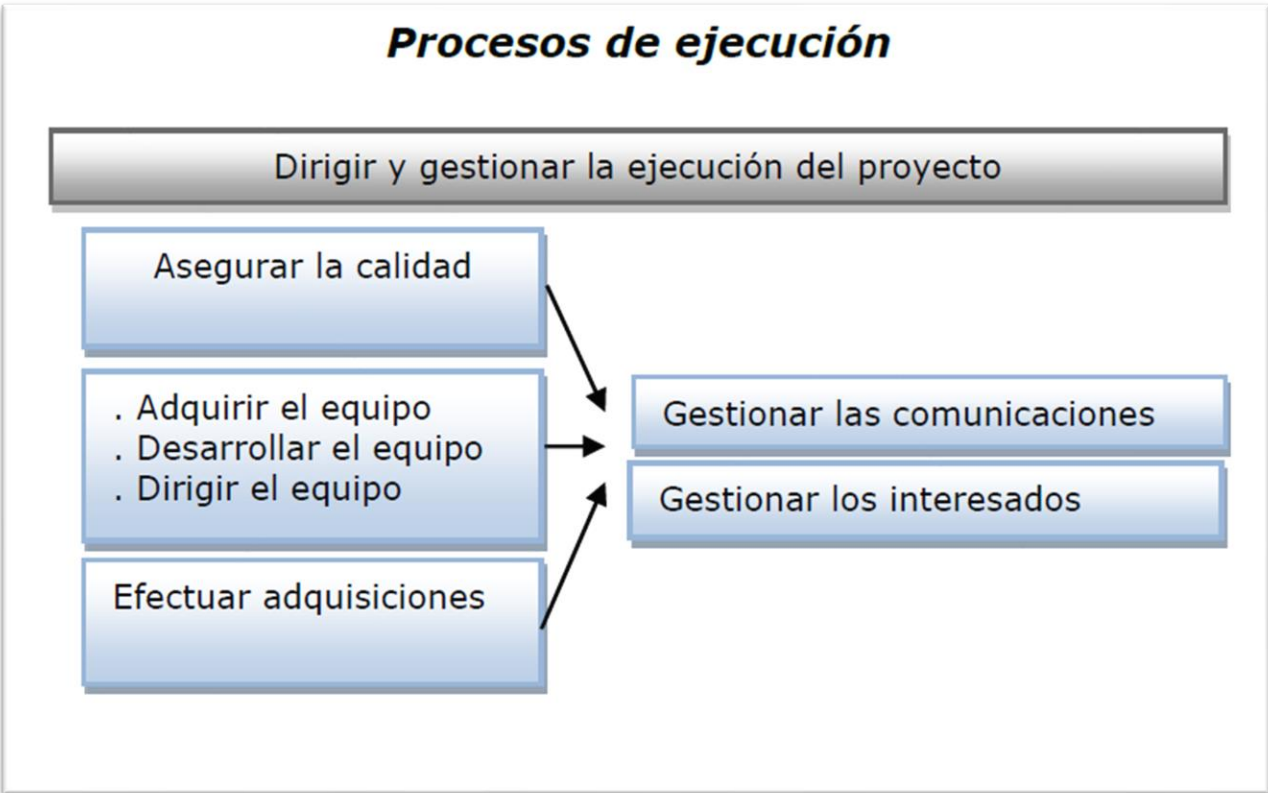 Procesos de ejecución
Dirigir y gestionar la ejecución del proyecto
Asegurar la calidad
. Adquirir el equipo
. Desarrollar el equipo
. Dirigir el equipo
Efectuar adquisiciones
Gestionar las comunicaciones
Gestionar los interesados